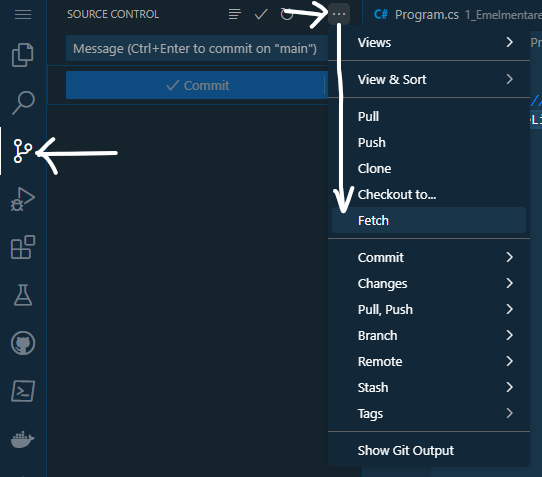 SOURCE CONTROL
Message (Ctrl+Enter to commit on "main")
Commit
C# Program.cs 1_Emelmentare
Views
View & Sort
Pull
Push
Clone
Checkout to...
Fetch
Commit
Changes
Pull, Push
Branch
Remote
Stash
Tags
Show Git Output